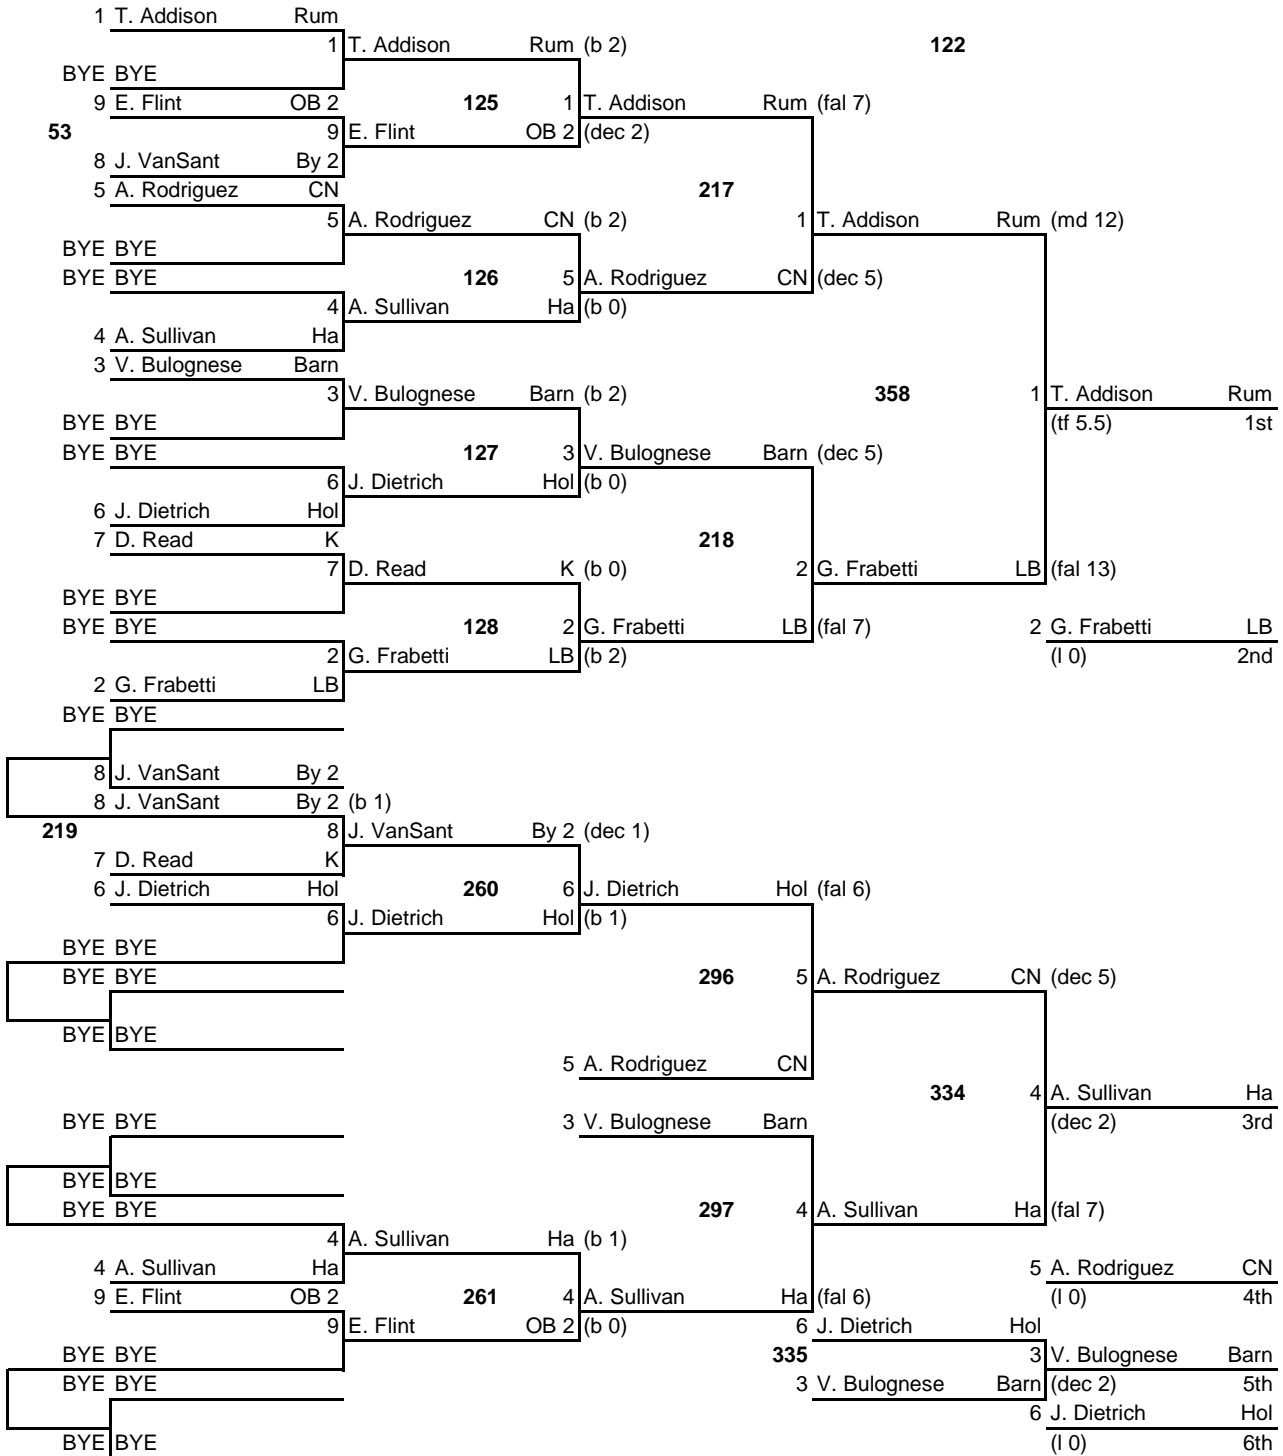 1 T. Addison Rum
1 T. Addison Rum (b 2) 122
BYE BYE
9 E. Flint OB 2 125 1 T. Addison Rum (fal 7)
53 9 E. Flint OB 2 (dec 2)
8 J. VanSant By 2
5 A. Rodriguez CN 217
5 A. Rodriguez CN (b 2) 1 T. Addison Rum (md 12)
BYE BYE
BYE BYE 126 5 A. Rodriguez CN (dec 5)
4 A. Sullivan Ha (b 0)
4 A. Sullivan Ha
3 V. Bulognese Barn
3 V. Bulognese Barn (b 2) 358 1 T. Addison Rum
BYE BYE (tf 5.5) 1st
BYE BYE 127 3 V. Bulognese Barn (dec 5)
6 J. Dietrich Hol (b 0)
6 J. Dietrich Hol
7 D. Read K 218
7 D. Read K (b 0) 2 G. Frabetti LB (fal 13)
BYE BYE
BYE BYE 128 2 G. Frabetti LB (fal 7) 2 G. Frabetti LB
2 G. Frabetti LB (b 2) (l 0) 2nd
2 G. Frabetti LB
BYE BYE
8 J. VanSant By 2
8 J. VanSant By 2 (b 1)
219 8 J. VanSant By 2 (dec 1)
7 D. Read K
6 J. Dietrich Hol 260 6 J. Dietrich Hol (fal 6)
6 J. Dietrich Hol (b 1)
BYE BYE
BYE BYE 296 5 A. Rodriguez CN (dec 5)
BYE BYE
5 A. Rodriguez CN
334 4 A. Sullivan Ha
BYE BYE 3 V. Bulognese Barn (dec 2) 3rd
BYE BYE
BYE BYE 297 4 A. Sullivan Ha (fal 7)
4 A. Sullivan Ha (b 1)
4 A. Sullivan Ha 5 A. Rodriguez CN
9 E. Flint OB 2 261 4 A. Sullivan Ha (fal 6) (l 0) 4th
9 E. Flint OB 2 (b 0) 6 J. Dietrich Hol
BYE BYE 335 3 V. Bulognese Barn
BYE BYE 3 V. Bulognese Barn (dec 2) 5th
6 J. Dietrich Hol
BYE BYE (l 0) 6th